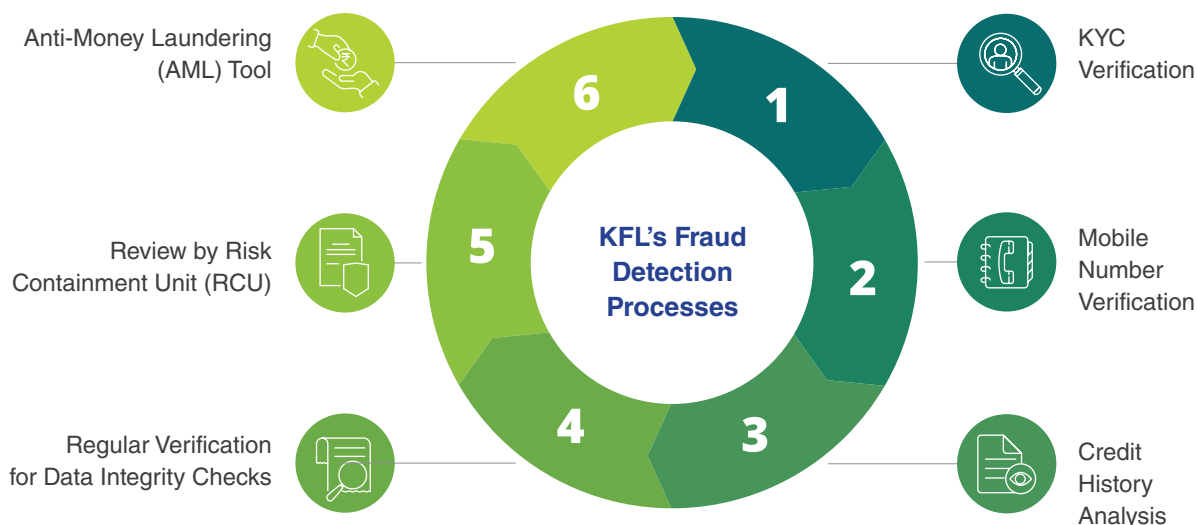 KFL's Fraud
Detection
Processes
1
KYC
Verification
2
Mobile
Number
Verification
3
Credit
History
Analysis
4
Regular Verification
for Data Integrity Checks
5
Review by Risk
Containment Unit (RCU)
6
Anti-Money Laundering
(AML) Tool
₹